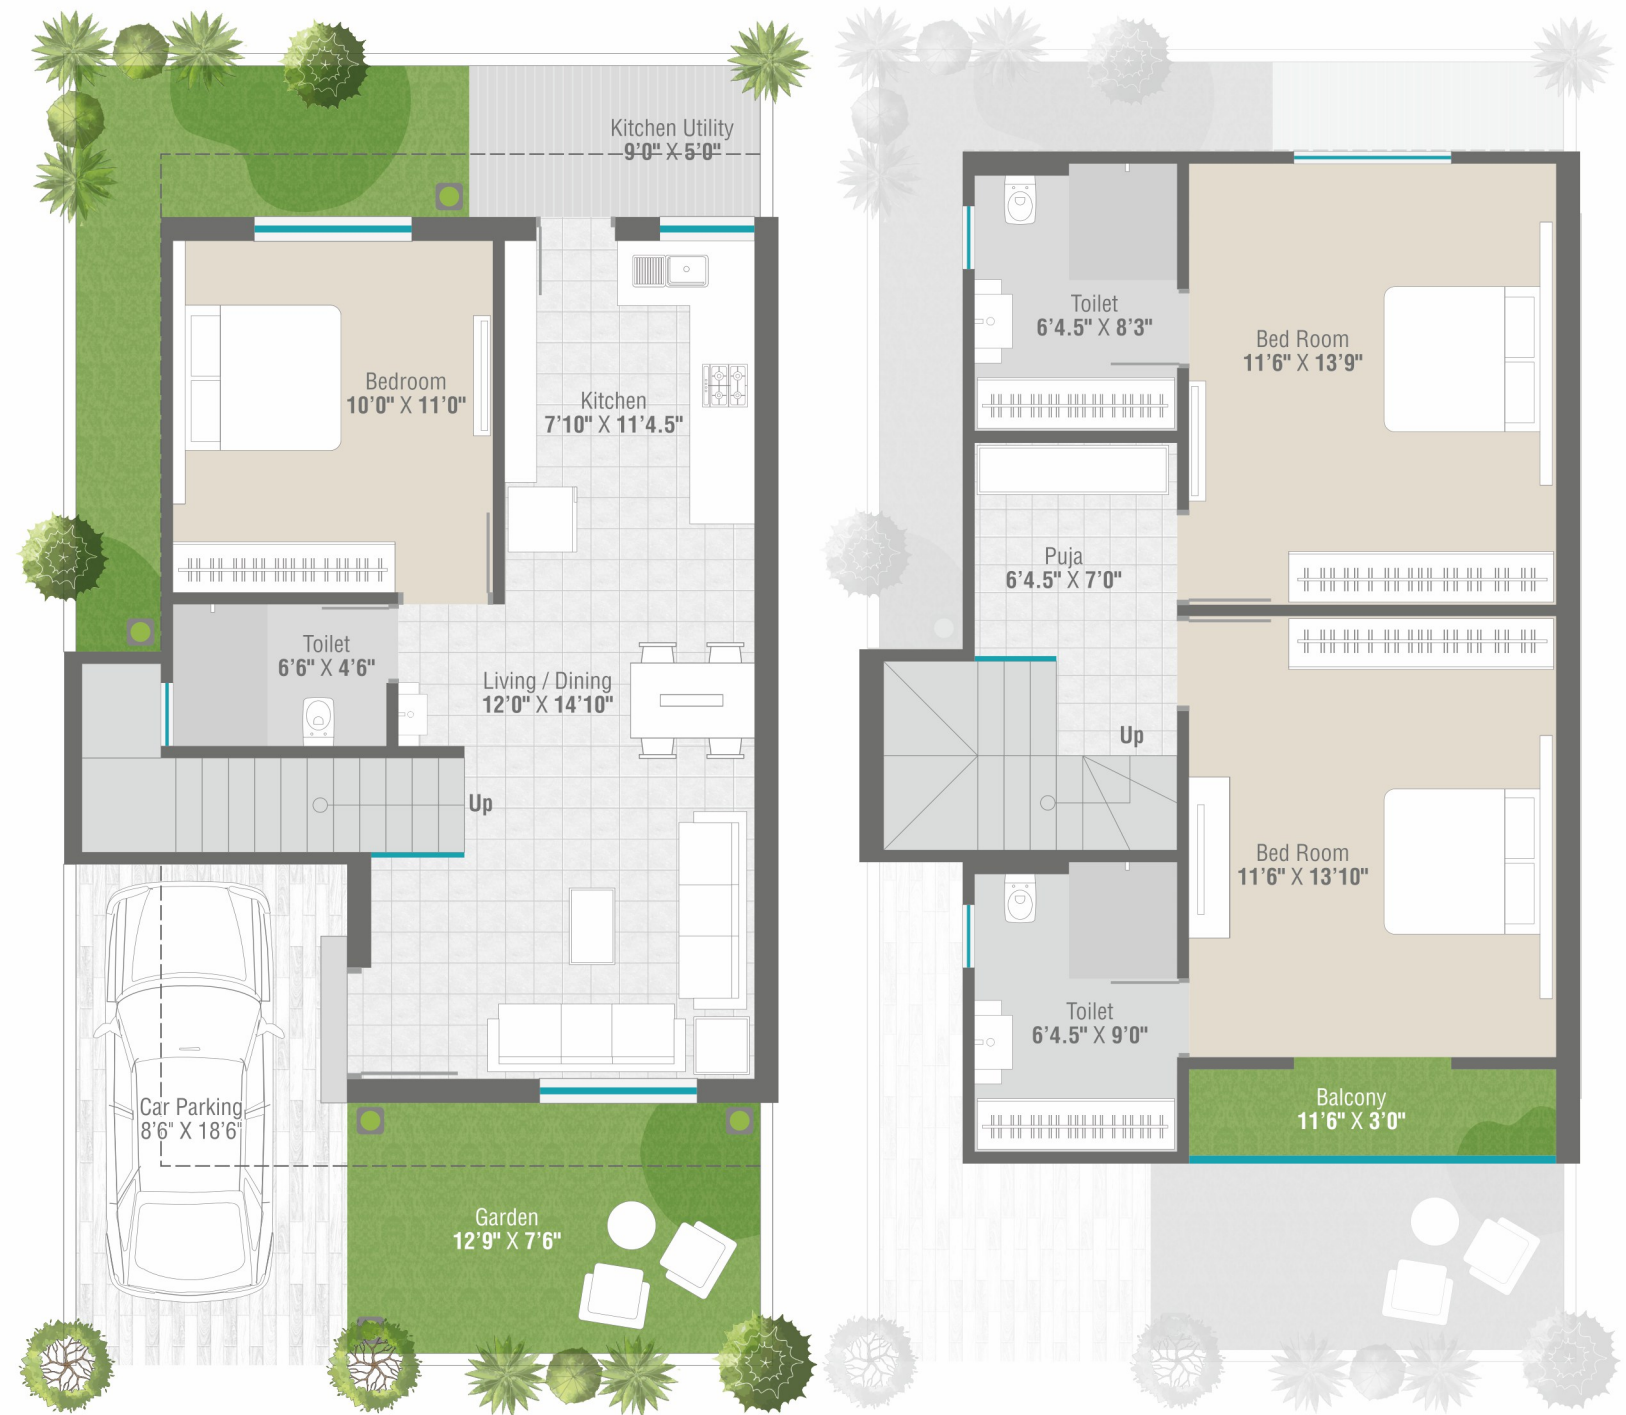 Kitchen Utility
9'0" X 5'0"
Bedroom
10'0" X 11'0"
Kitchen
7'10" X 11'4.5"
Toilet
6'6" X 4'6"
Living / Dining
12'0" X 14'10"
Up
Car Parking
8'6" X 18'6"
Garden
12'9" X 7'6"
Toilet
6'4.5" X 8'3"
Bed Room
11'6" X 13'9"
Puja
6'4.5" X 7'0"
Up
Bed Room
11'6" X 13'10"
Toilet
6'4.5" X 9'0"
Balcony
11'6" X 3'0"